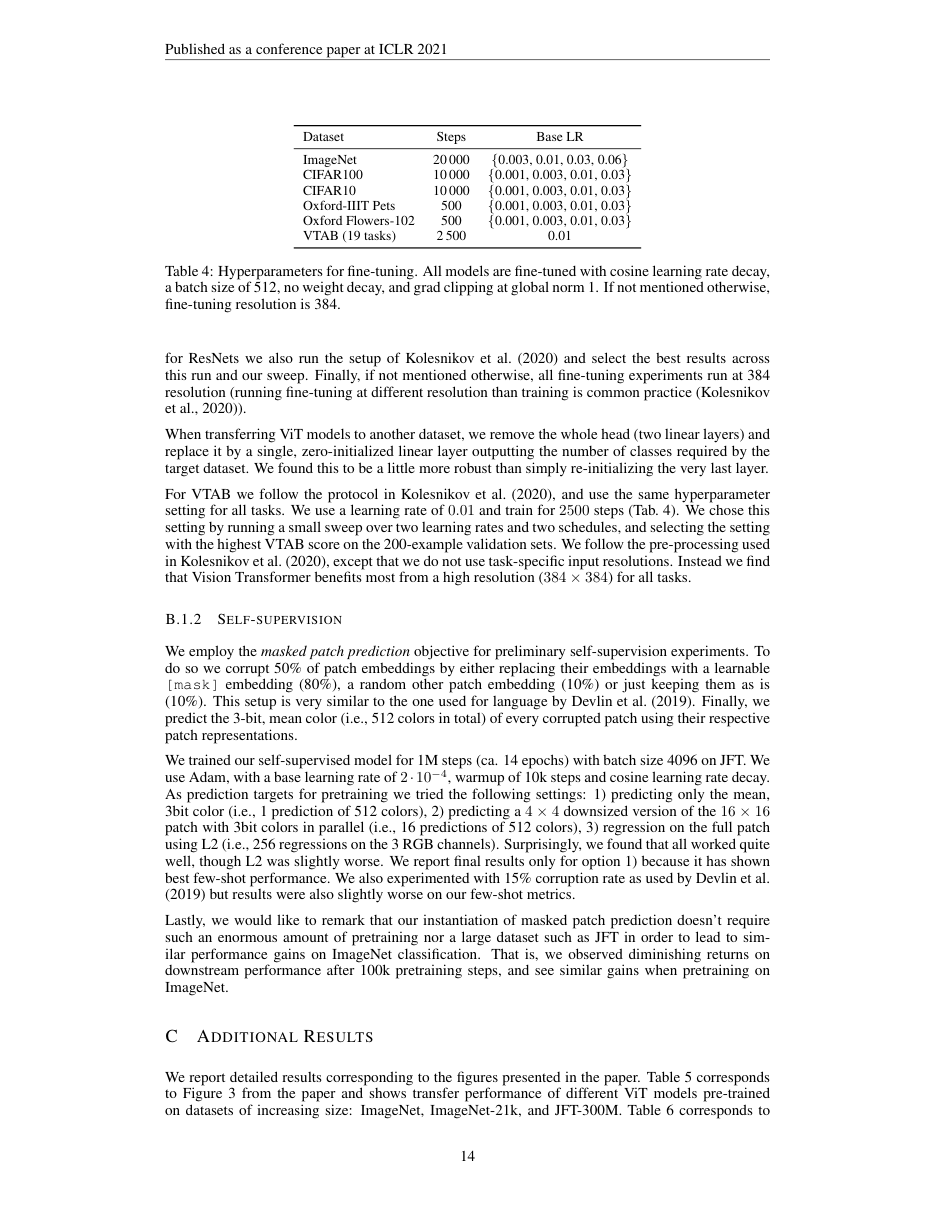 Published as a conference paper at ICLR 2021
Dataset Steps Base LR
ImageNet 20 000 {0.003, 0.01, 0.03, 0.06}
CIFAR100 10 000 {0.001, 0.003, 0.01, 0.03}
CIFAR10 10 000 {0.001, 0.003, 0.01, 0.03}
Oxford-IIIT Pets 500 {0.001, 0.003, 0.01, 0.03}
Oxford Flowers-102 500 {0.001, 0.003, 0.01, 0.03}
VTAB (19 tasks) 2 500 0.01
Table 4: Hyperparameters for fine-tuning. All models are fine-tuned with cosine learning rate decay,
a batch size of 512, no weight decay, and grad clipping at global norm 1. If not mentioned otherwise,
fine-tuning resolution is 384.
for ResNets we also run the setup of Kolesnikov et al. (2020) and select the best results across
this run and our sweep. Finally, if not mentioned otherwise, all fine-tuning experiments run at 384
resolution (running fine-tuning at different resolution than training is common practice (Kolesnikov
et al., 2020)).
When transferring ViT models to another dataset, we remove the whole head (two linear layers) and
replace it by a single, zero-initialized linear layer outputting the number of classes required by the
target dataset. We found this to be a little more robust than simply re-initializing the very last layer.
For VTAB we follow the protocol in Kolesnikov et al. (2020), and use the same hyperparameter
setting for all tasks. We use a learning rate of 0.01 and train for 2500 steps (Tab. 4). We chose this
setting by running a small sweep over two learning rates and two schedules, and selecting the setting
with the highest VTAB score on the 200-example validation sets. We follow the pre-processing used
in Kolesnikov et al. (2020), except that we do not use task-specific input resolutions. Instead we find
that Vision Transformer benefits most from a high resolution (384 × 384) for all tasks.
B.1.2 SELF-SUPERVISION
We employ the masked patch prediction objective for preliminary self-supervision experiments. To
do so we corrupt 50% of patch embeddings by either replacing their embeddings with a learnable
[mask] embedding (80%), a random other patch embedding (10%) or just keeping them as is
(10%). This setup is very similar to the one used for language by Devlin et al. (2019). Finally, we
predict the 3-bit, mean color (i.e., 512 colors in total) of every corrupted patch using their respective
patch representations.
We trained our self-supervised model for 1M steps (ca. 14 epochs) with batch size 4096 on JFT. We
use Adam, with a base learning rate of 2 · 10⁻⁴, warmup of 10k steps and cosine learning rate decay.
As prediction targets for pretraining we tried the following settings: 1) predicting only the mean,
3bit color (i.e., 1 prediction of 512 colors), 2) predicting a 4 × 4 downsized version of the 16 × 16
patch with 3bit colors in parallel (i.e., 16 predictions of 512 colors), 3) regression on the full patch
using L2 (i.e., 256 regressions on the 3 RGB channels). Surprisingly, we found that all worked quite
well, though L2 was slightly worse. We report final results only for option 1) because it has shown
best few-shot performance. We also experimented with 15% corruption rate as used by Devlin et al.
(2019) but results were also slightly worse on our few-shot metrics.
Lastly, we would like to remark that our instantiation of masked patch prediction doesn't require
such an enormous amount of pretraining nor a large dataset such as JFT in order to lead to sim-
ilar performance gains on ImageNet classification. That is, we observed diminishing returns on
downstream performance after 100k pretraining steps, and see similar gains when pretraining on
ImageNet.
C ADDITIONAL RESULTS
We report detailed results corresponding to the figures presented in the paper. Table 5 corresponds
to Figure 3 from the paper and shows transfer performance of different ViT models pre-trained
on datasets of increasing size: ImageNet, ImageNet-21k, and JFT-300M. Table 6 corresponds to
14